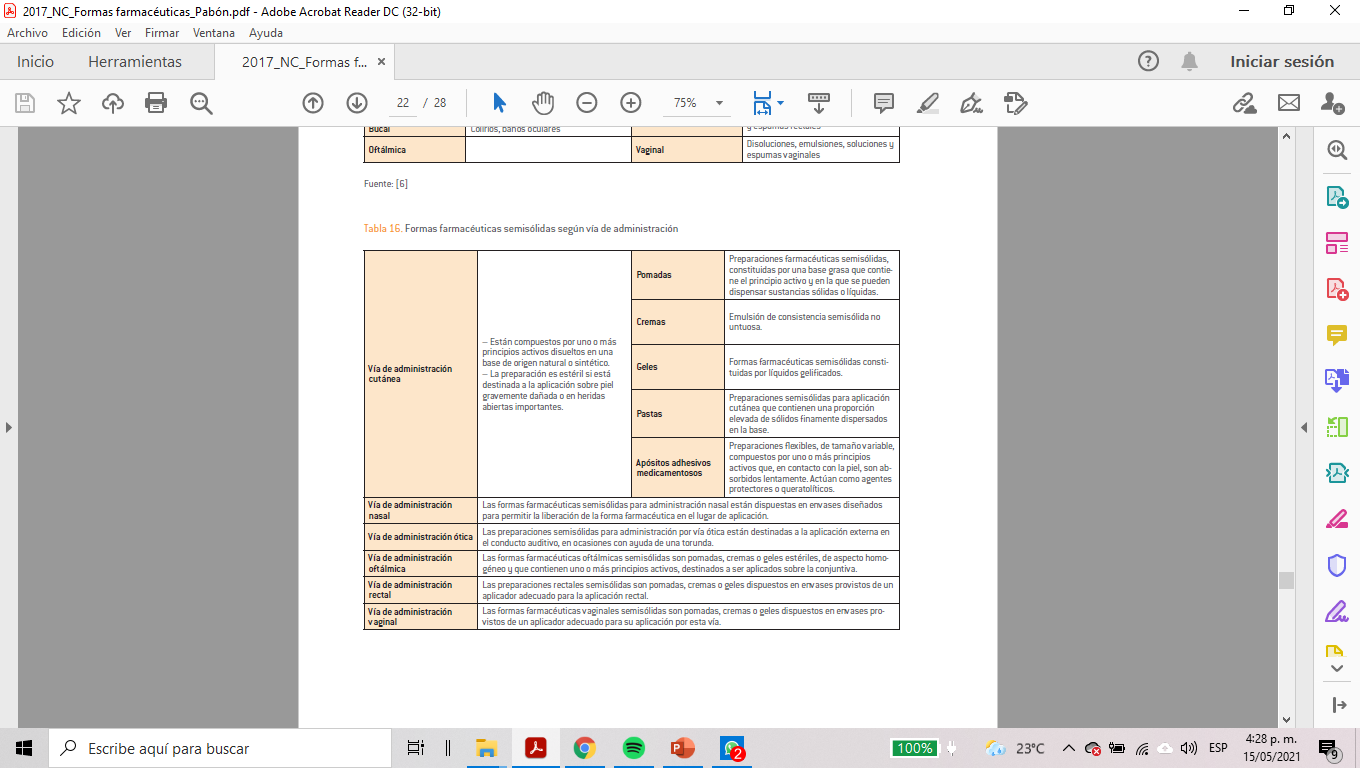 2017_NC_Formas farmacéuticas_Pabón.pdf - Adobe Acrobat Reader DC (32-bit)
Archivo Edición Ver Firmar Ventana Ayuda
Inicio Herramientas 2017_NC_Formas f... × Iniciar sesión
22 / 28 75%
Bucal Colirios, baños oculares y espumas rectales
Oftálmica Vaginal Disoluciones, emulsiones, soluciones y
espumas vaginales
Fuente: [6]
Tabla 16. Formas farmacéuticas semisólidas según vía de administración
Vía de administración
cutánea
– Están compuestos por uno o más
principios activos disueltos en una
base de origen natural o sintético.
– La preparación es estéril si está
destinada a la aplicación sobre piel
gravemente dañada o en heridas
abiertas importantes.
Pomadas
Preparaciones farmacéuticas semisólidas,
constituidas por una base grasa que contie-
ne el principio activo y en la que se pueden
dispensar sustancias sólidas o líquidas.
Cremas
Emulsión de consistencia semisólida no
untuosa.
Geles
Formas farmacéuticas semisólidas consti-
tuidas por líquidos gelificados.
Pastas
Preparaciones semisólidas para aplicación
cutánea que contienen una proporción
elevada de sólidos finamente dispersados
en la base.
Apósitos adhesivos
medicamentosos
Preparaciones flexibles, de tamaño variable,
compuestos por uno o más principios
activos que, en contacto con la piel, son ab-
sorbidos lentamente. Actúan como agentes
protectores o queratolíticos.
Vía de administración
nasal
Las formas farmacéuticas semisólidas para administración nasal están dispuestas en envases diseñados
para permitir la liberación de la forma farmacéutica en el lugar de aplicación.
Vía de administración ótica
Las preparaciones semisólidas para administración por vía ótica están destinadas a la aplicación externa en
el conducto auditivo, en ocasiones con ayuda de una torunda.
Vía de administración
oftálmica
Las formas farmacéuticas oftálmicas semisólidas son pomadas, cremas o geles estériles, de aspecto homo-
géneo y que contienen uno o más principios activos, destinados a ser aplicados sobre la conjuntiva.
Vía de administración
rectal
Las preparaciones rectales semisólidas son pomadas, cremas o geles dispuestos en envases provistos de un
aplicador adecuado para la aplicación rectal.
Vía de administración
vaginal
Las formas farmacéuticas vaginales semisólidas son pomadas, cremas o geles dispuestos en envases pro-
vistos de un aplicador adecuado para su aplicación por esta vía.
Escribe aquí para buscar
2
100%
23°C
ESP
4:28 p. m.
15/05/2021
9